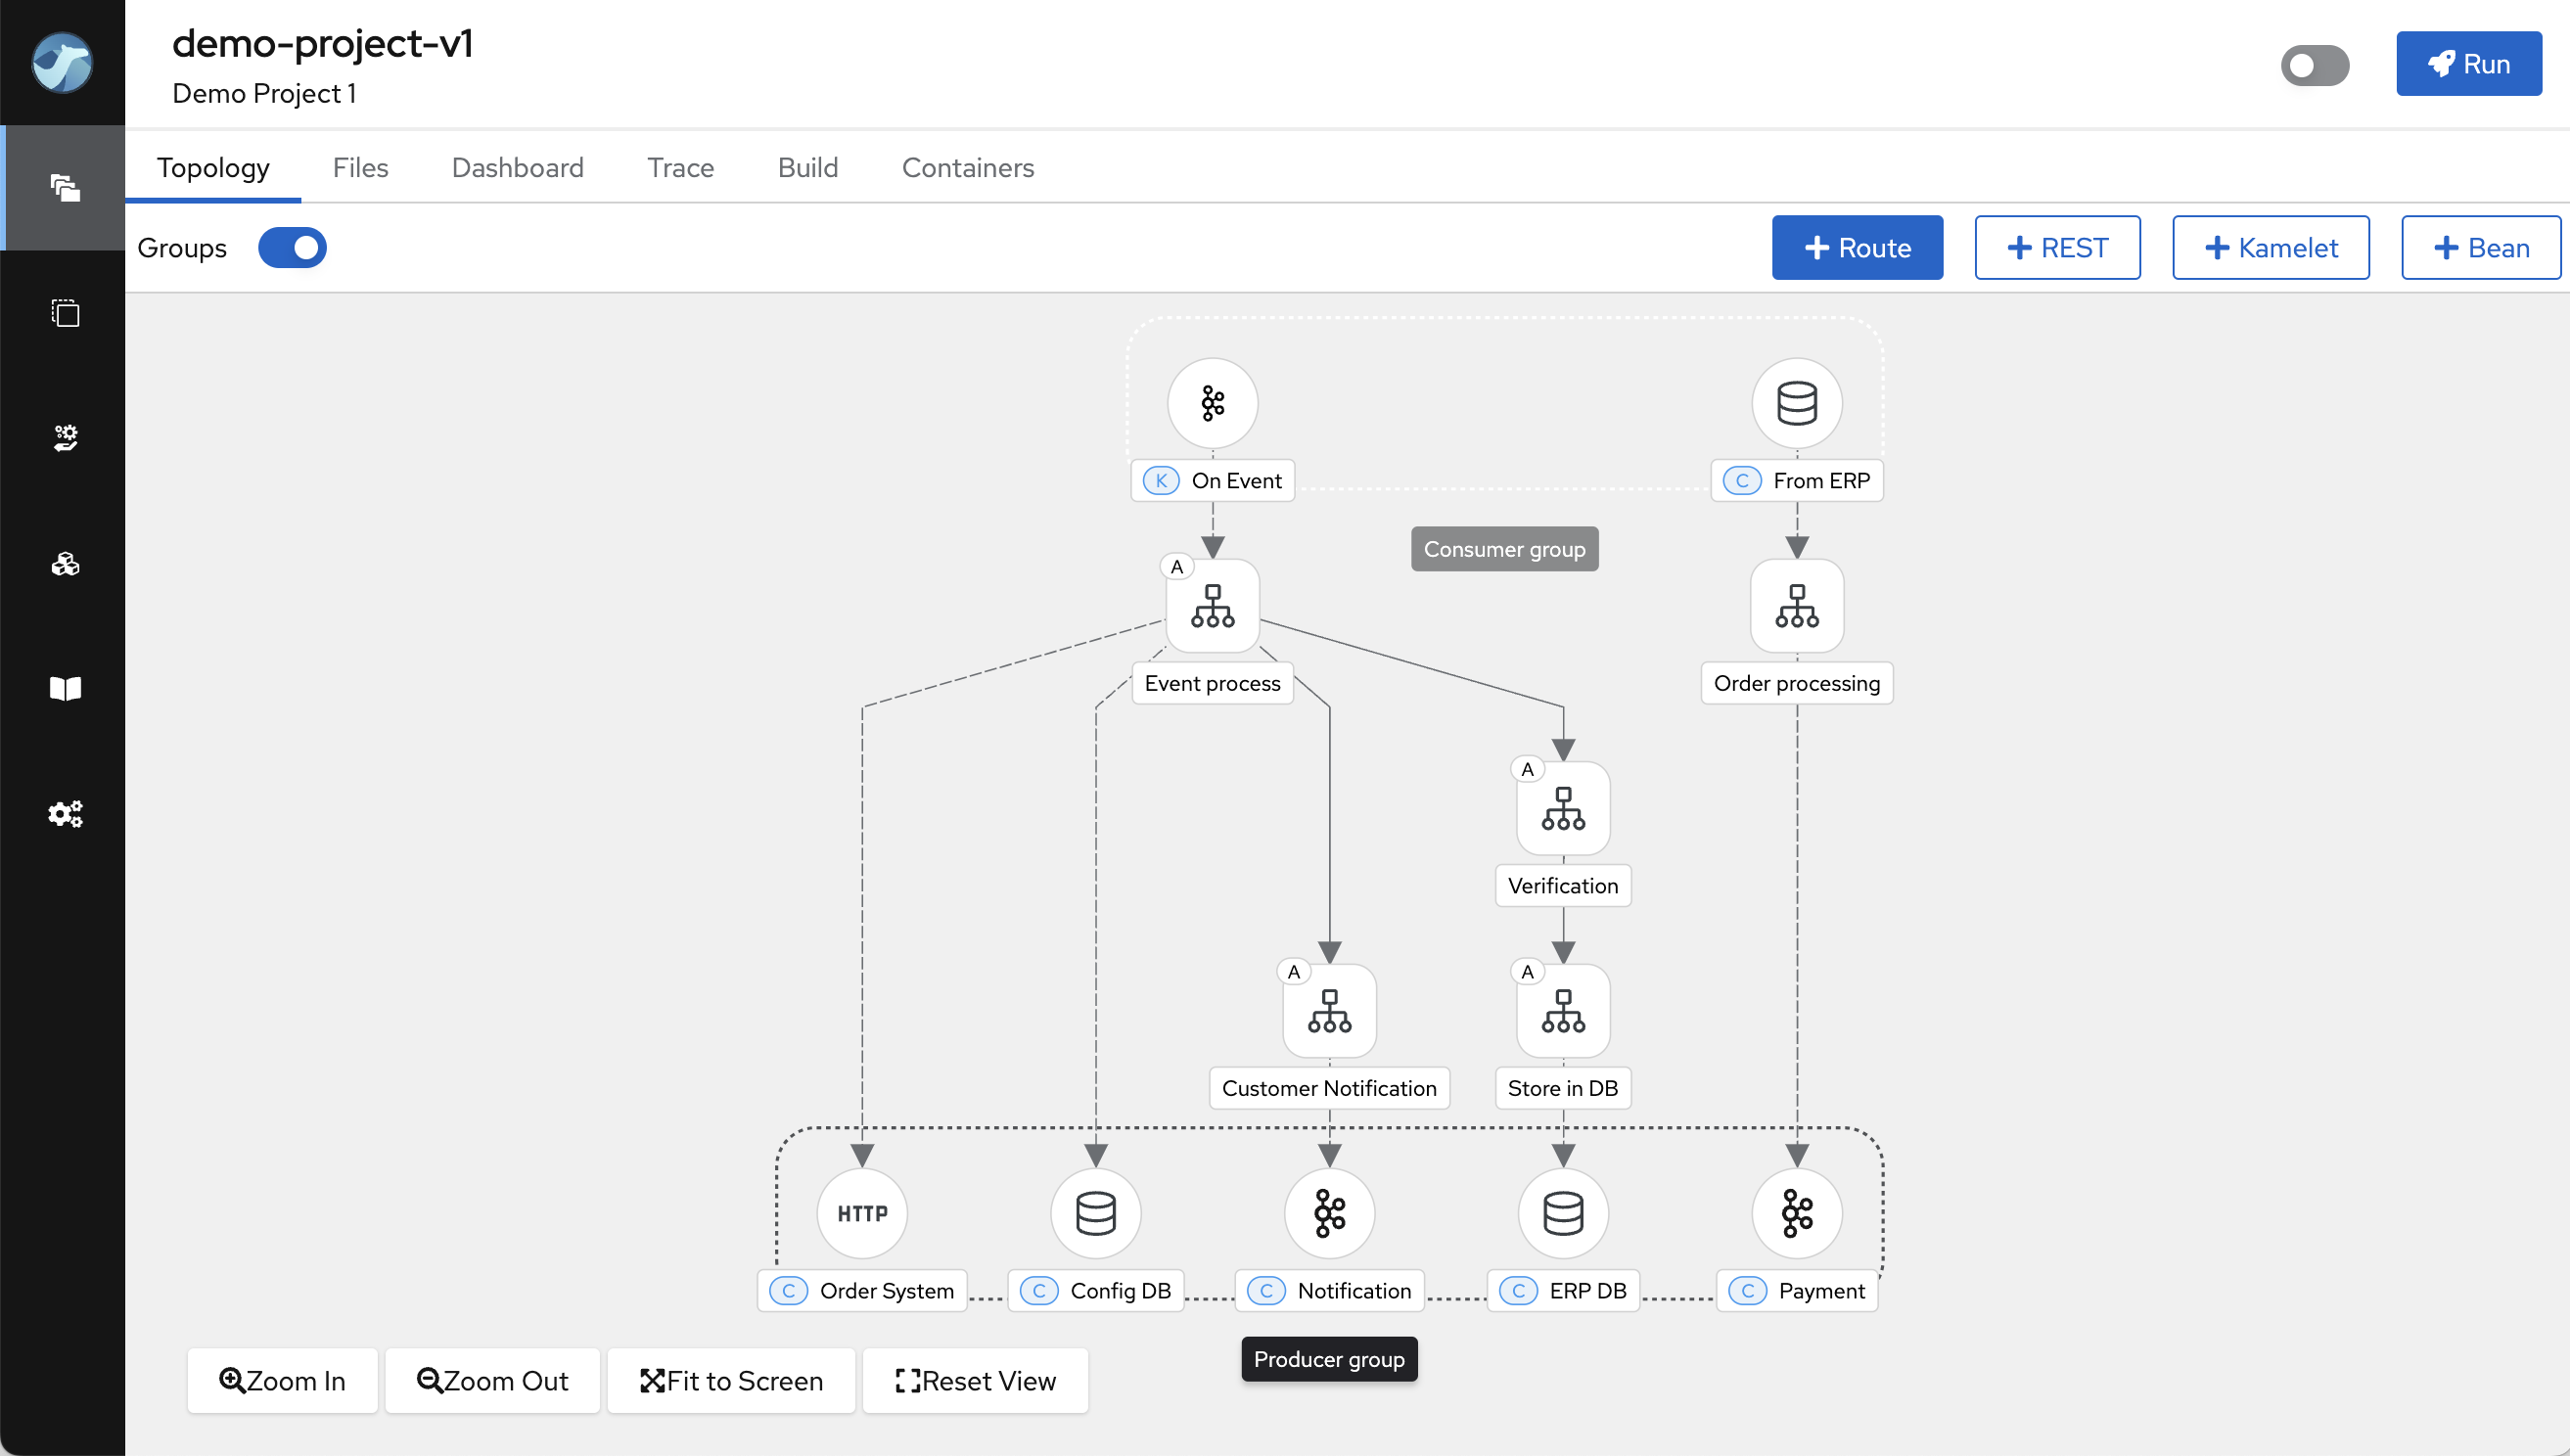 demo-project-v1
Demo Project 1
Run
Topology
Files
Dashboard
Trace
Build
Containers
Groups
Route
REST
Kamelet
Bean
K On Event
C From ERP
Consumer group
A
Event process
Order processing
A
Verification
A
A
Customer Notification
Store in DB
HTTP
C Order System
C Config DB
C Notification
C ERP DB
C Payment
Producer group
Zoom In
Zoom Out
Fit to Screen
Reset View